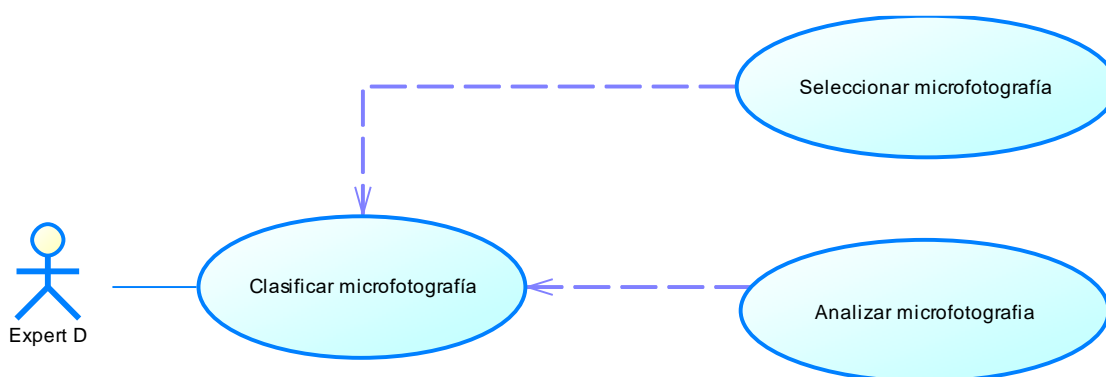 Seleccionar microfotografía
Clasificar microfotografía
Analizar microfotografia
Expert D